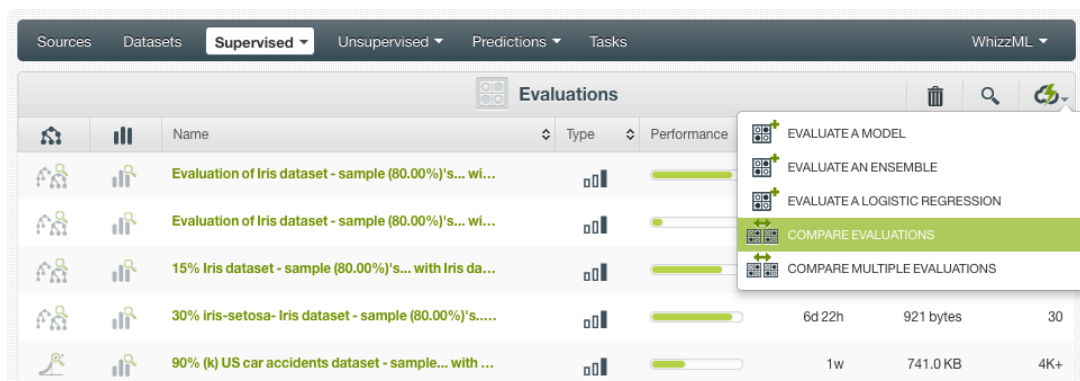 Sources Datasets Supervised Unsupervised Predictions Tasks WhizzML
Evaluations
Name Type Performance
EVALUATE A MODEL
EVALUATE AN ENSEMBLE
EVALUATE A LOGISTIC REGRESSION
COMPARE EVALUATIONS
COMPARE MULTIPLE EVALUATIONS
Evaluation of Iris dataset - sample (80.00%)'s... wi...
Evaluation of Iris dataset - sample (80.00%)'s... wi...
15% Iris dataset - sample (80.00%)'s... with Iris da...
30% iris-setosa- Iris dataset - sample (80.00%)'s..... 6d 22h 921 bytes 30
90% (k) US car accidents dataset - sample... with ... 1w 741.0 KB 4K+